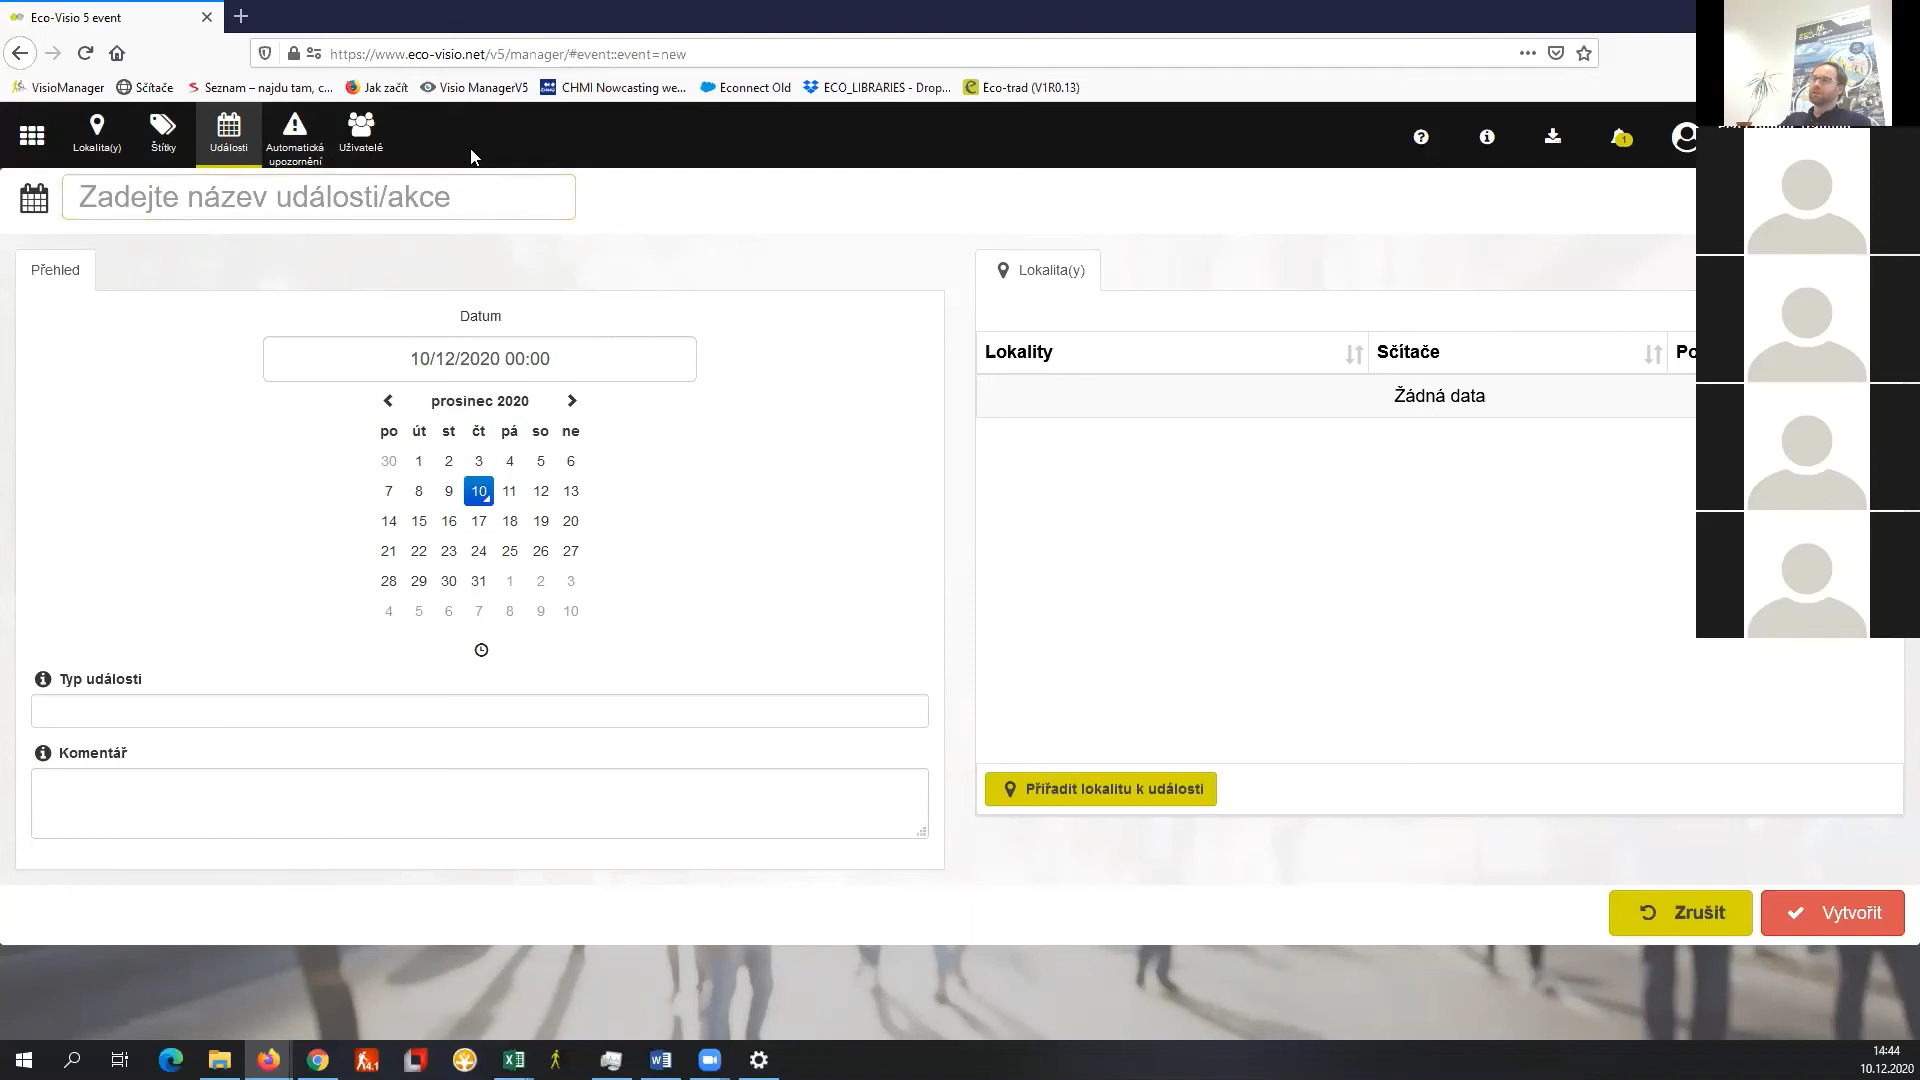 Eco-Visio 5 event
https://www.eco-visio.net/v5/manager/#event::event=new
VisioManager
Sčítače
Seznam – najdu tam, c...
Jak začít
Visio ManagerV5
CHMI Nowcasting we...
Econnect Old
ECO_LIBRARIES - Drop...
Eco-trad (V1R0.13)
Lokalita(y)
Štítky
Události
Automatická
upozornění
Uživatelé
1
Zadejte název události/akce
Přehled
Datum
10/12/2020 00:00
prosinec 2020
po út st čt pá so ne
30 1 2 3 4 5 6
7 8 9 10 11 12 13
14 15 16 17 18 19 20
21 22 23 24 25 26 27
28 29 30 31 1 2 3
4 5 6 7 8 9 10
Typ události
Komentář
Lokalita(y)
Lokality
Sčítače
Po
Žádná data
Přiřadit lokalitu k události
Zrušit
Vytvořit
14:44
10.12.2020